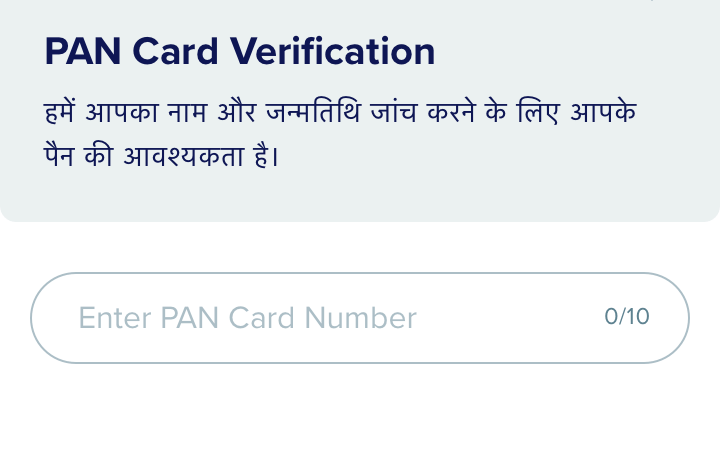 PAN Card Verification
हमें आपका नाम और जन्मतिथि जांच करने के लिए आपके
पैन की आवश्यकता है।
Enter PAN Card Number
0/10